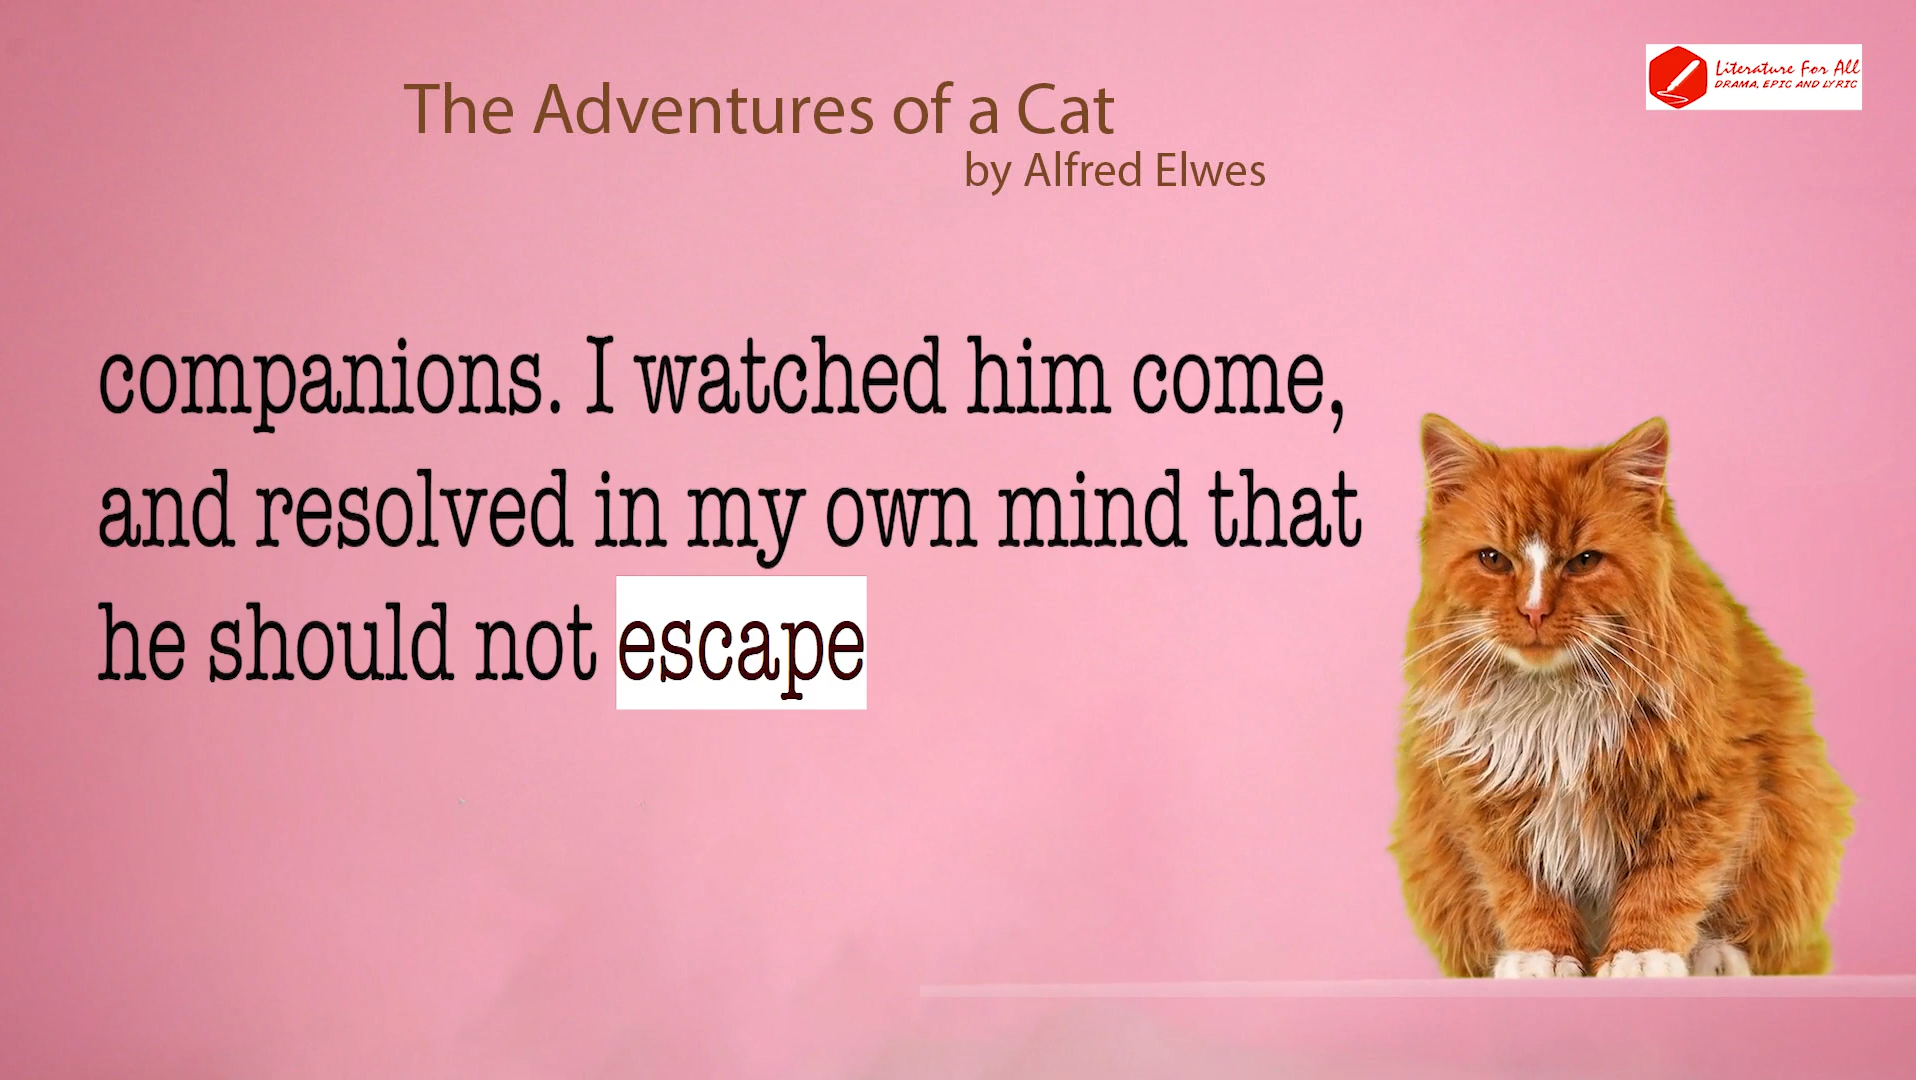 The Adventures of a Cat
by Alfred Elwes
Literature For All
DRAMA, EPIC AND LYRIC
companions. I watched him come,
and resolved in my own mind that
he should not escape